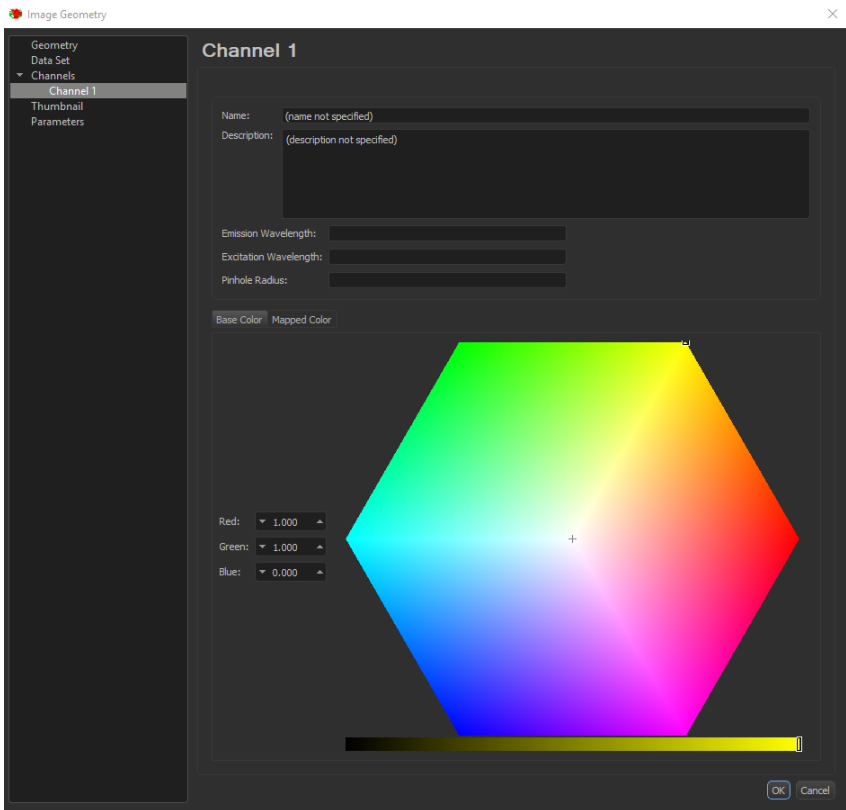 Image Geometry
Geometry
Data Set
Channels
Channel 1
Thumbnail
Parameters
Channel 1
Name: (name not specified)
Description: (description not specified)
Emission Wavelength:
Excitation Wavelength:
Pinhole Radius:
Base Color Mapped Color
Red: 1.000
Green: 1.000
Blue: 0.000
OK Cancel